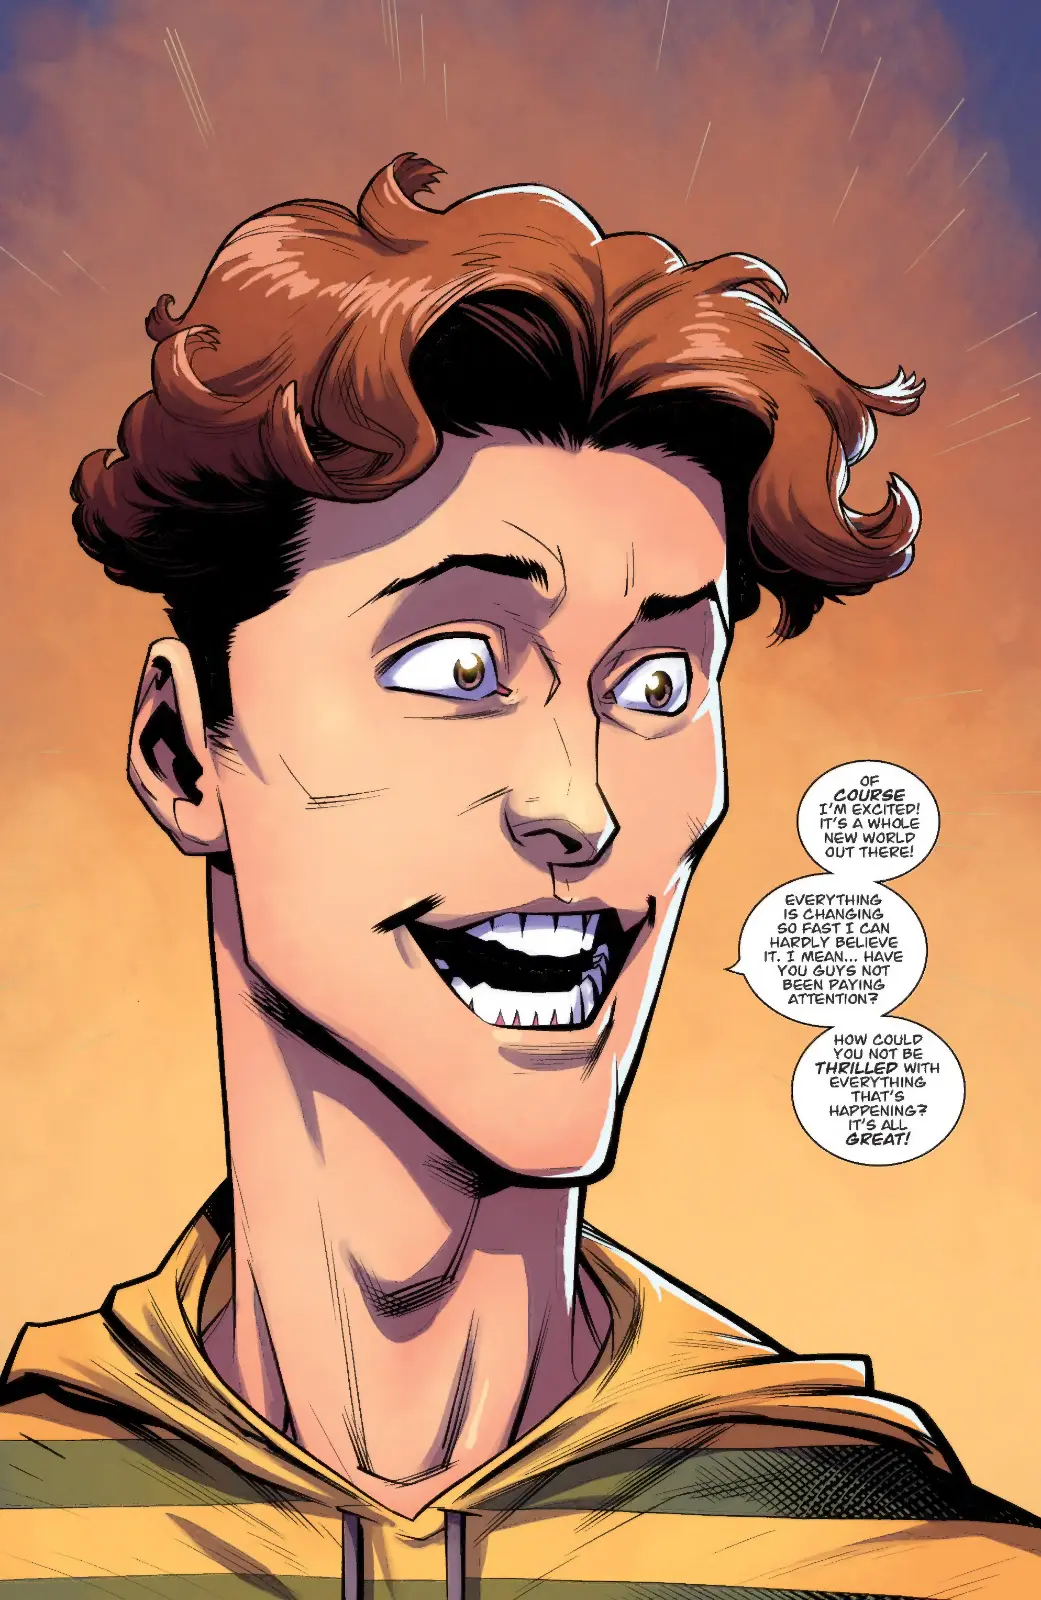 OF
COURSE
I'M EXCITED!
IT'S A WHOLE
NEW WORLD
OUT THERE!
EVERYTHING
IS CHANGING
SO FAST I CAN
HARDLY BELIEVE
IT. I MEAN... HAVE
YOU GUYS NOT
BEEN PAYING
ATTENTION?
HOW COULD
YOU NOT BE
THRILLED WITH
EVERYTHING
THAT'S
HAPPENING?
IT'S ALL
GREAT!